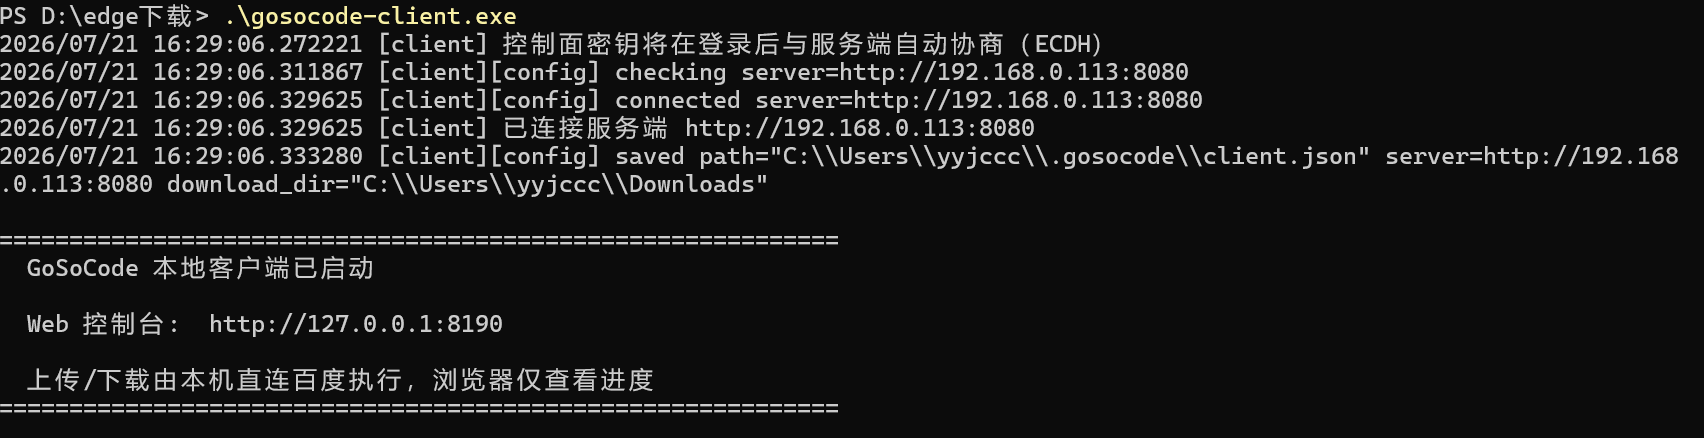 PS D:\edge下载> .\gosocode-client.exe
2026/07/21 16:29:06.272221 [client] 控制面密钥将在登录后与服务端自动协商（ECDH）
2026/07/21 16:29:06.311867 [client][config] checking server=http://192.168.0.113:8080
2026/07/21 16:29:06.329625 [client][config] connected server=http://192.168.0.113:8080
2026/07/21 16:29:06.329625 [client] 已连接服务端 http://192.168.0.113:8080
2026/07/21 16:29:06.333280 [client][config] saved path="C:\\Users\\yyjccc\\.gosocode\\client.json" server=http://192.168
.0.113:8080 download_dir="C:\\Users\\yyjccc\\Downloads"
============================================================
GoSoCode 本地客户端已启动
Web 控制台: http://127.0.0.1:8190
上传/下载由本机直连百度执行，浏览器仅查看进度
============================================================